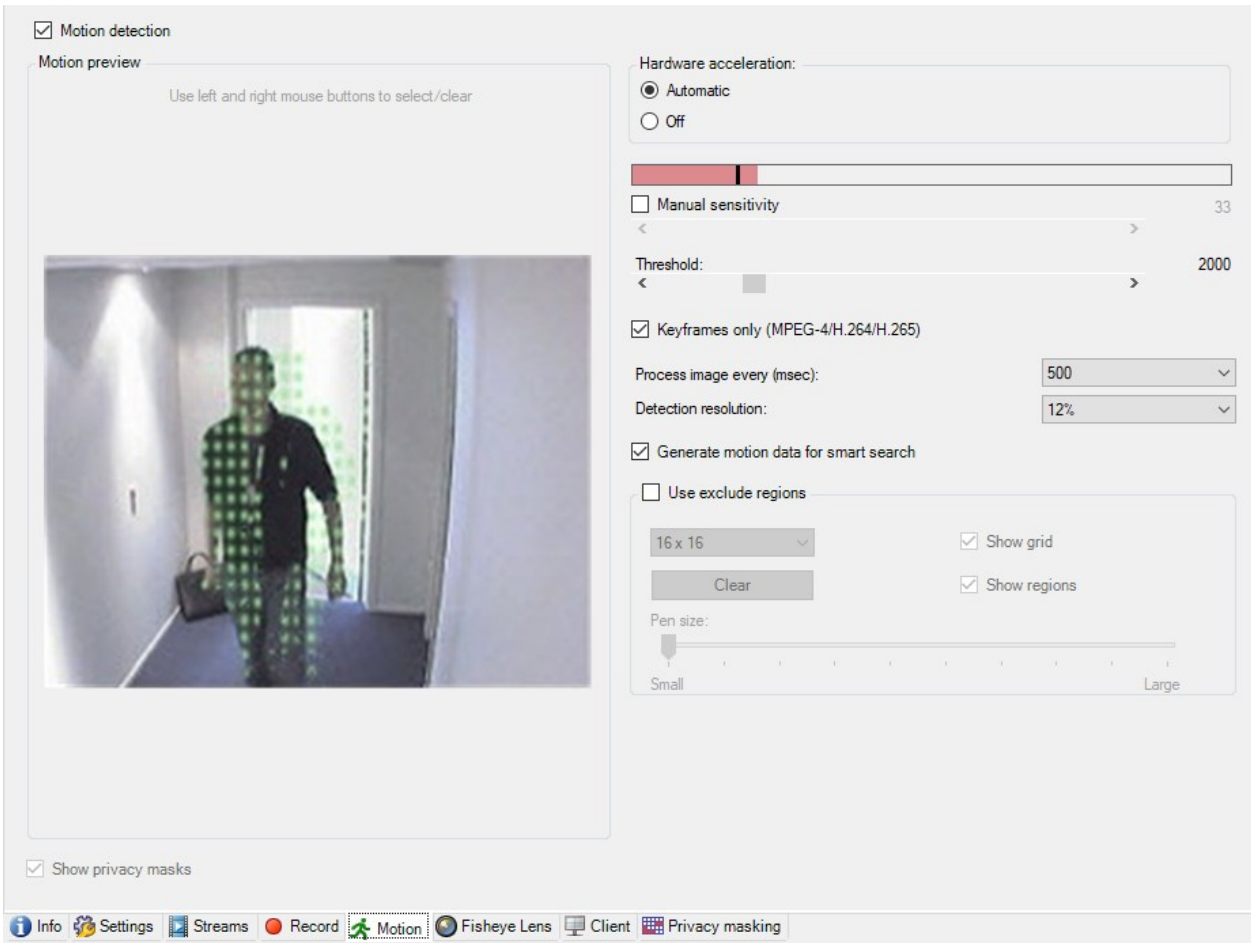 Motion detection
Motion preview
Use left and right mouse buttons to select/clear
Hardware acceleration:
Automatic
Off
Manual sensitivity 33
Threshold: 2000
Keyframes only (MPEG-4/H.264/H.265)
Process image every (msec): 500
Detection resolution: 12%
Generate motion data for smart search
Use exclude regions
16 x 16 Show grid
Clear Show regions
Pen size:
Small Large
Show privacy masks
Info Settings Streams Record Motion Fisheye Lens Client Privacy masking